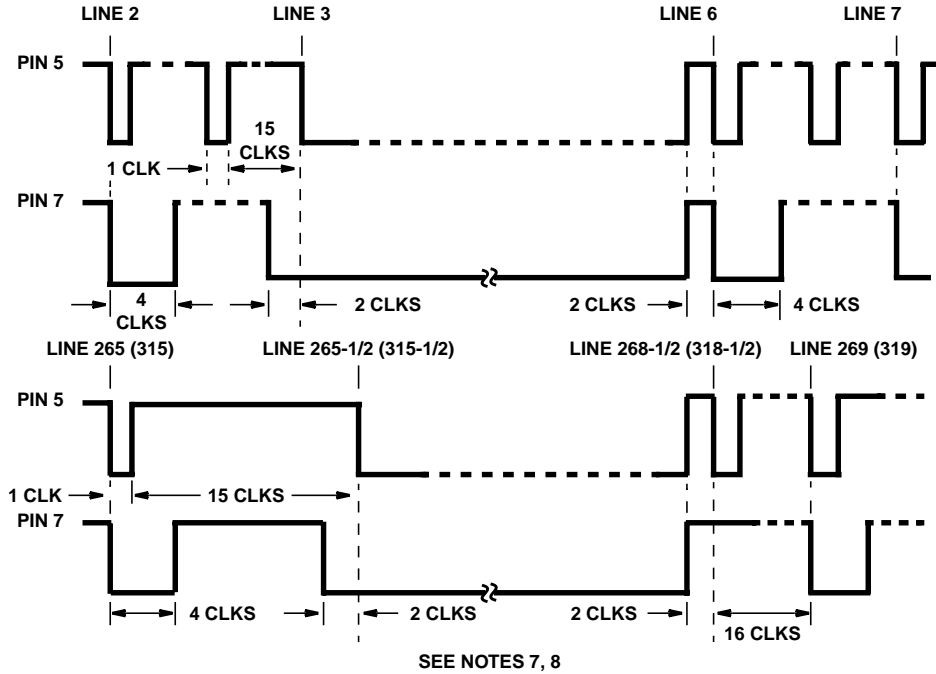 LINE 2 LINE 3 LINE 6 LINE 7
PIN 5
15
CLKS
1 CLK
PIN 7
4
CLKS
2 CLKS 2 CLKS 4 CLKS
LINE 265 (315) LINE 265-1/2 (315-1/2) LINE 268-1/2 (318-1/2) LINE 269 (319)
PIN 5
1 CLK 15 CLKS
PIN 7
4 CLKS 2 CLKS 2 CLKS
16 CLKS
SEE NOTES 7, 8